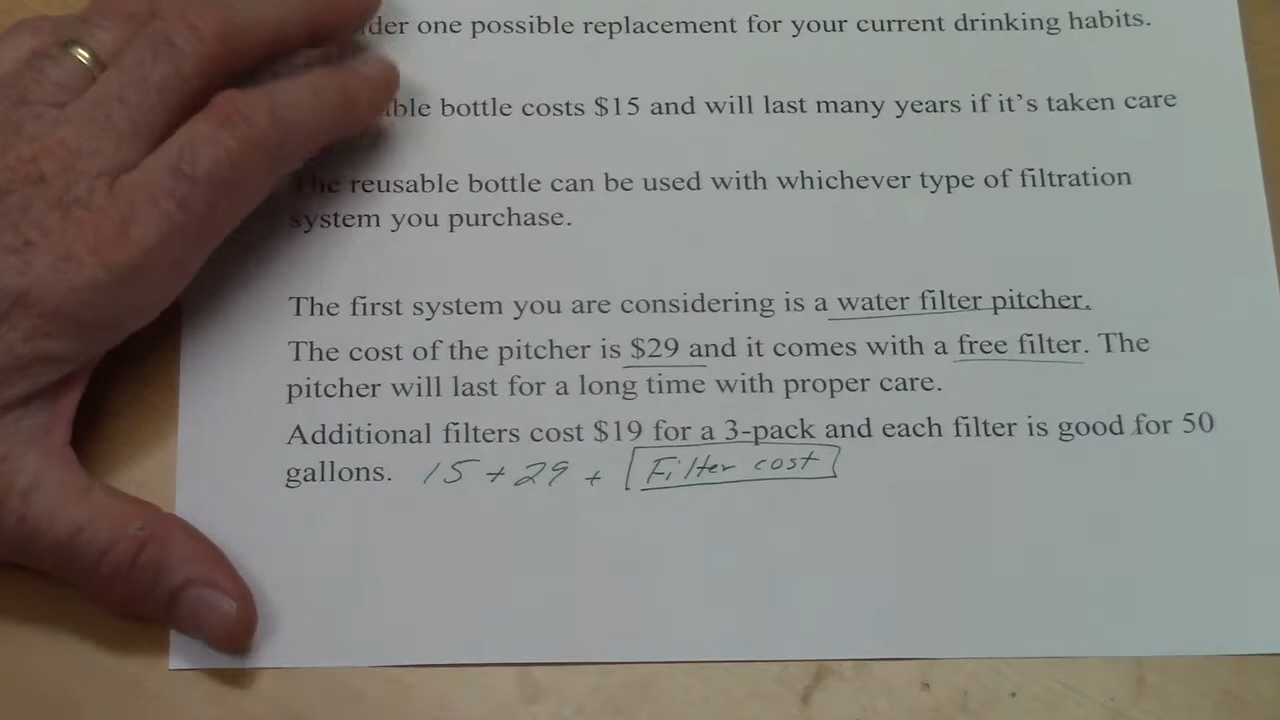 one possible replacement for your current drinking habits.
bottle costs $15 and will last many years if it's taken care
The reusable bottle can be used with whichever type of filtration
system you purchase.
The first system you are considering is a water filter pitcher.
The cost of the pitcher is $29 and it comes with a free filter. The
pitcher will last for a long time with proper care.
Additional filters cost $19 for a 3-pack and each filter is good for 50
gallons. 15 + 29 + Filter cost